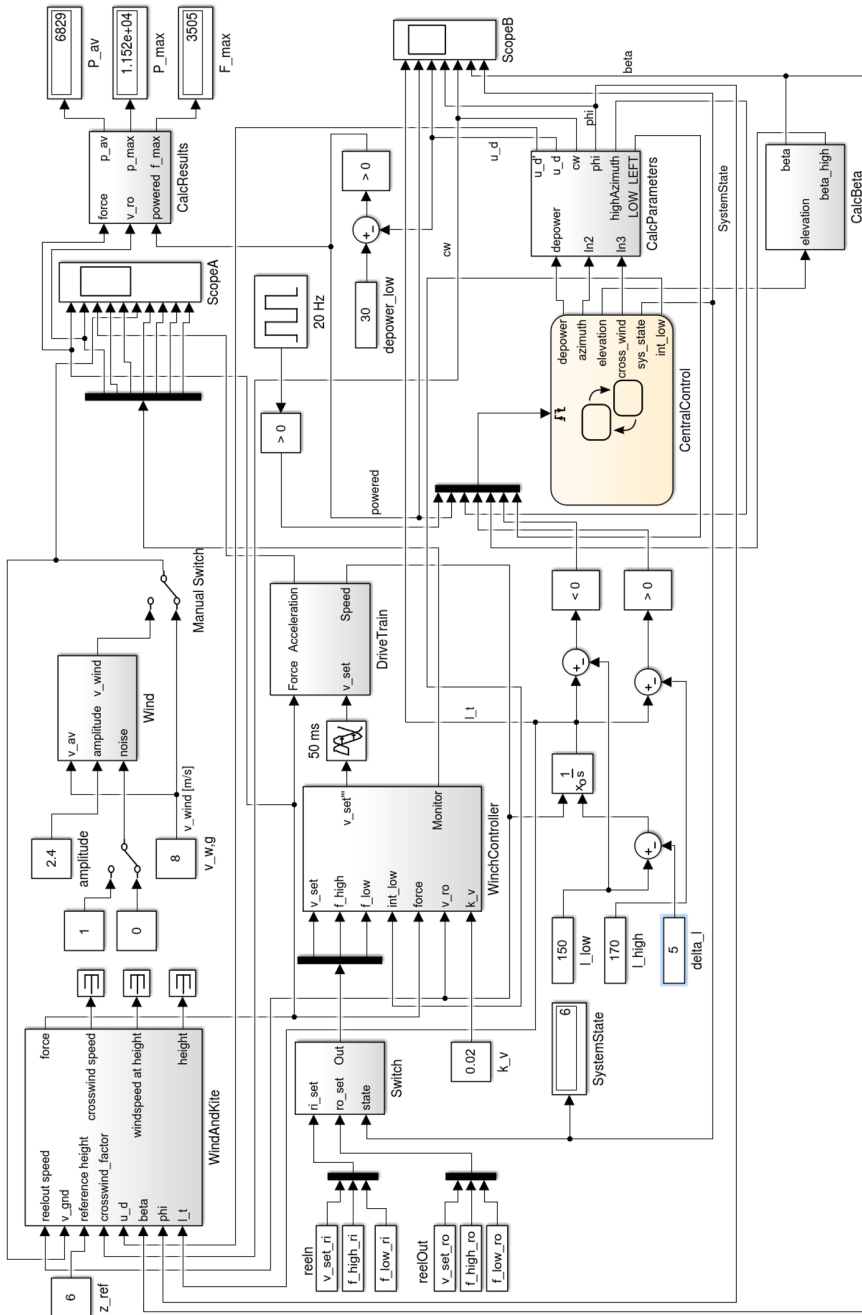 6
z_ref
reelout speed
v_gnd
reference height
crosswind_factor
u_d
beta
phi
l_t
force
crosswind speed
windspeed at height
height
WindAndKite
1
0
2.4
amplitude
8
v_w,g
v_wind [m/s]
v_av
amplitude
noise
v_wind
Wind
Manual Switch
reeIn
v_set_ri
f_high_ri
f_low_ri
reelOut
v_set_ro
f_high_ro
f_low_ro
ri_set
ro_set
state
Out
Switch
0.02
k_v
v_set
f_high
f_low
int_low
force
v_ro
k_v
v_set'"
Monitor
WinchController
50 ms
Force
v_set
Acceleration
Speed
DriveTrain
6
SystemState
150
l_low
170
l_high
5
delta_l
1
x_o s
l_t
< 0
> 0
> 0
powered
20 Hz
30
depower_low
> 0
cw
u_d
ScopeA
force
v_ro
powered
p_av
p_max
f_max
CalcResults
6829
P_av
1.152e+04
P_max
3505
F_max
depower
azimuth
elevation
cross_wind
sys_state
int_low
CentralControl
depower
In2
In3
u_d'
u_d
cw
phi
highAzimuth
LOW_LEFT
CalcParameters
phi
SystemState
ScopeB
beta
elevation
beta
beta_high
CalcBeta